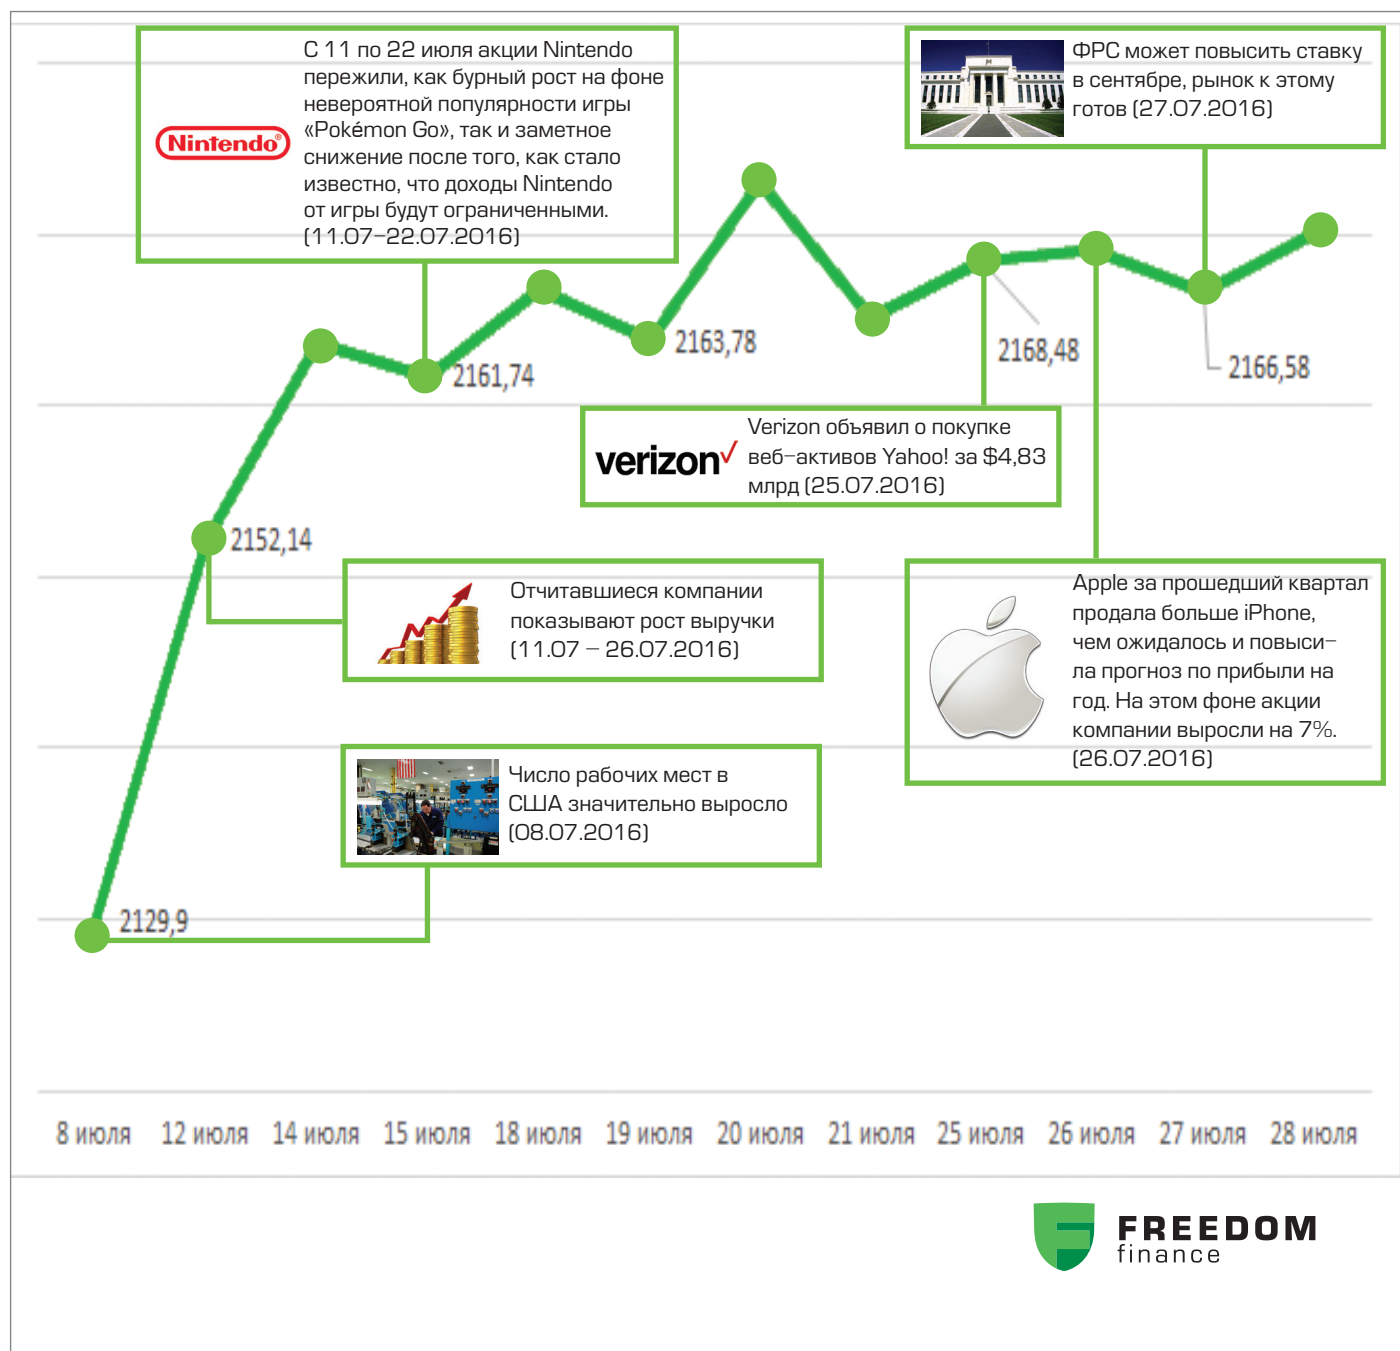 С 11 по 22 июля акции Nintendo
пережили, как бурный рост на фоне
невероятной популярности игры
«Pokémon Go», так и заметное
снижение после того, как стало
известно, что доходы Nintendo
от игры будут ограниченными.
(11.07–22.07.2016)
Nintendo®
ФРС может повысить ставку
в сентябре, рынок к этому
готов (27.07.2016)
2163,78
2161,74
2168,48
2166,58
verizon✓
Verizon объявил о покупке
веб-активов Yahoo! за $4,83
млрд (25.07.2016)
2152,14
Отчитавшиеся компании
показывают рост выручки
(11.07 – 26.07.2016)
Apple за прошедший квартал
продала больше iPhone,
чем ожидалось и повыси-
ла прогноз по прибыли на
год. На этом фоне акции
компании выросли на 7%.
(26.07.2016)
Число рабочих мест в
США значительно выросло
(08.07.2016)
2129,9
8 июля 12 июля 14 июля 15 июля 18 июля 19 июля 20 июля 21 июля 25 июля 26 июля 27 июля 28 июля
FREEDOM
finance